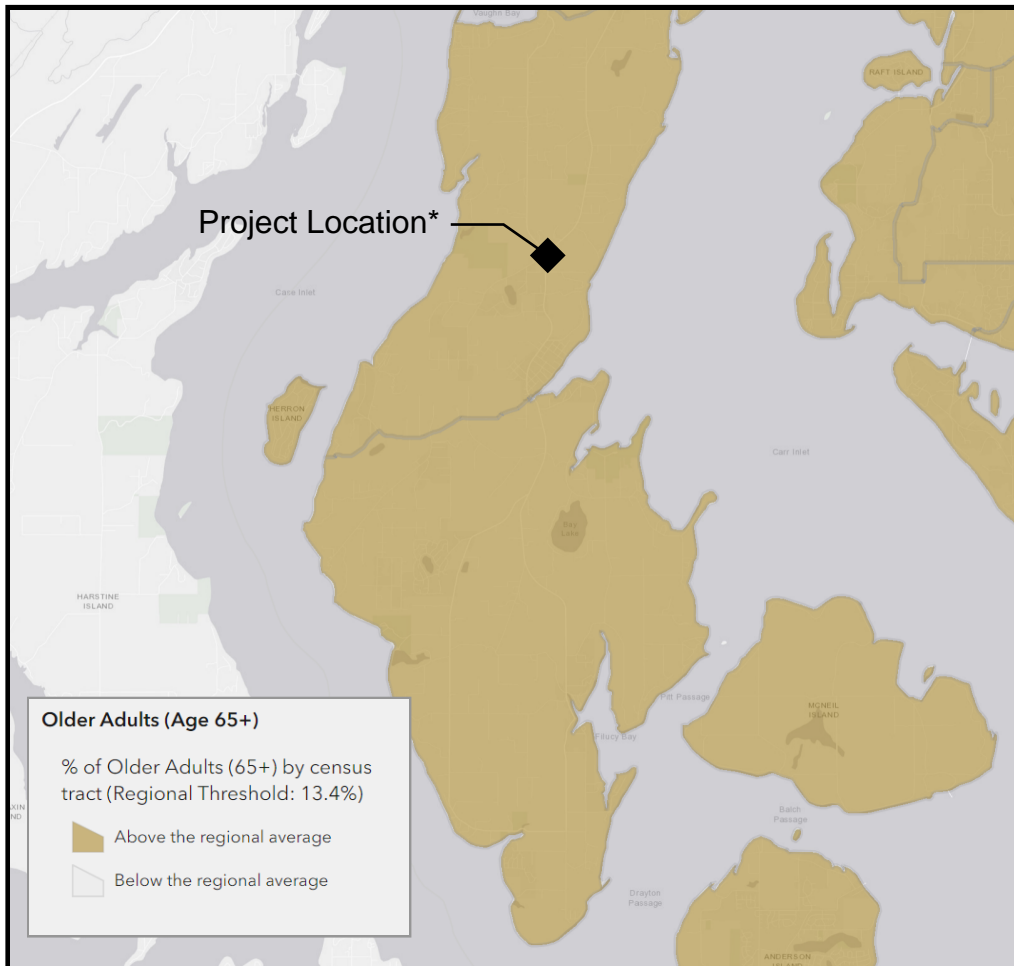 Vaughn Bay
RAFT ISLAND
Project Location*
Case Inlet
HERRON
ISLAND
Carr Inlet
Bay
Lake
HARSTINE
ISLAND
Pitt Passage
MCNEIL
ISLAND
Filucy Bay
Older Adults (Age 65+)
% of Older Adults (65+) by census
tract (Regional Threshold: 13.4%)
Above the regional average
Below the regional average
XIN
ND
Balch
Passage
Drayton
Passage
ANDERSON
ISLAND